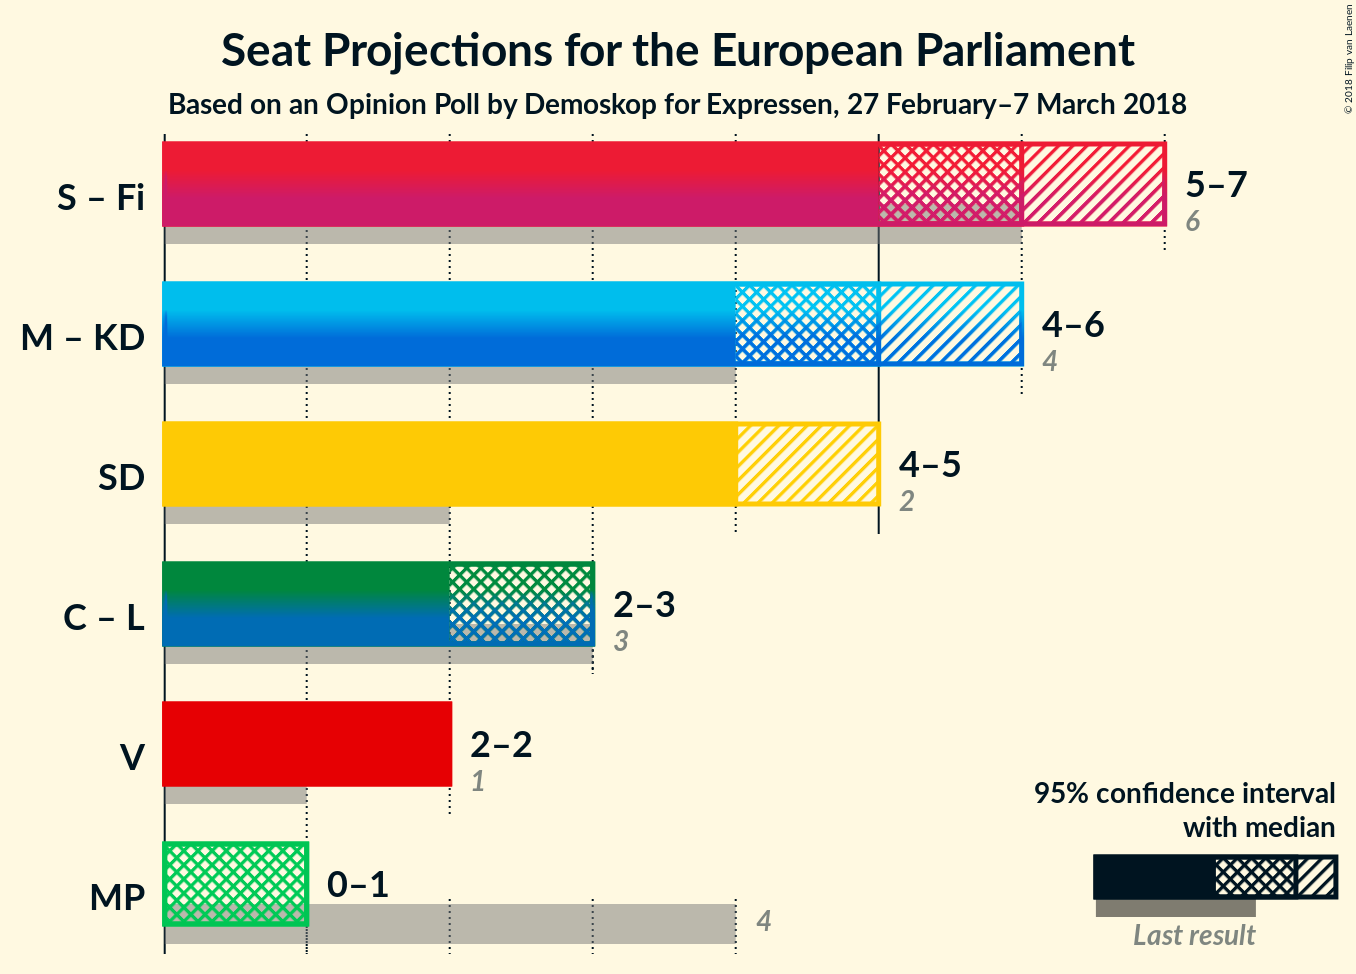 Seat Projections for the European Parliament
Based on an Opinion Poll by Demoskop for Expressen, 27 February–7 March 2018
© 2018 Filip van Laenen
S – Fi
5–7
6
M – KD
4–6
4
SD
4–5
2
C – L
2–3
3
V
2–2
1
MP
0–1
4
95% confidence interval
with median
Last result